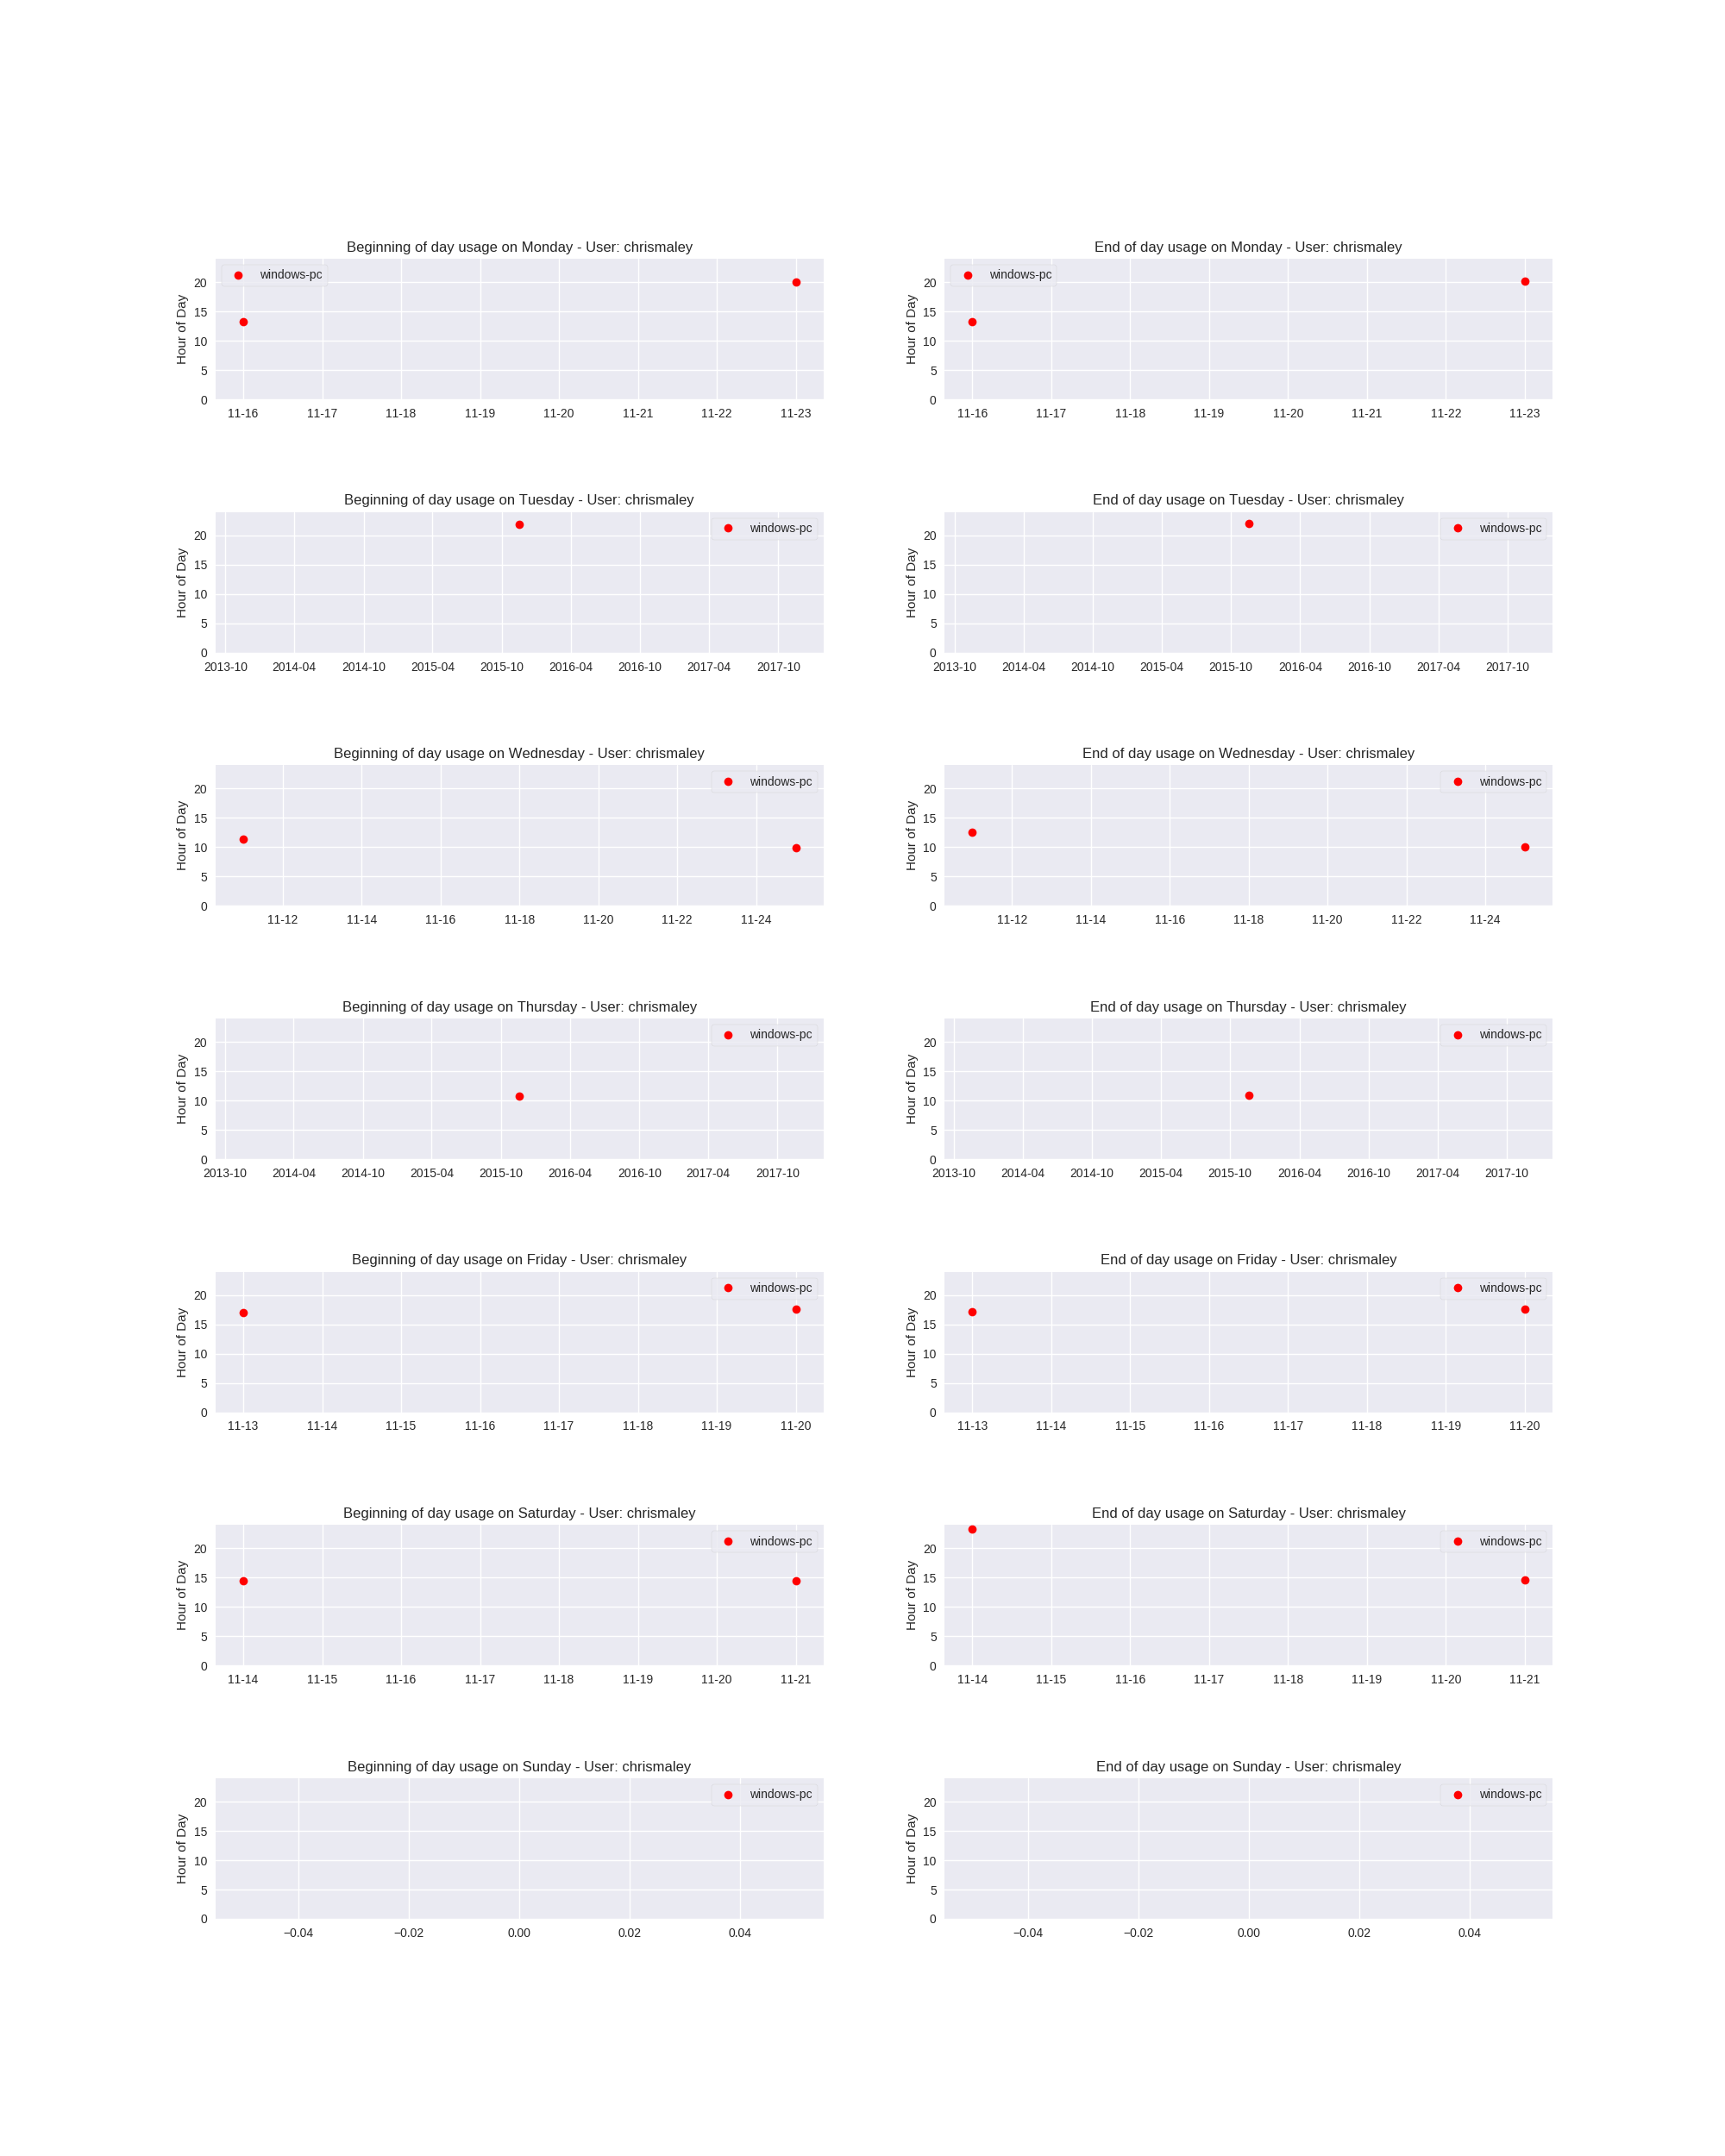 Beginning of day usage on Monday - User: chrismaley
windows-pc
Hour of Day
20
15
10
5
0
11-16 11-17 11-18 11-19 11-20 11-21 11-22 11-23
End of day usage on Monday - User: chrismaley
windows-pc
Hour of Day
20
15
10
5
0
11-16 11-17 11-18 11-19 11-20 11-21 11-22 11-23
Beginning of day usage on Tuesday - User: chrismaley
windows-pc
Hour of Day
20
15
10
5
0
2013-10 2014-04 2014-10 2015-04 2015-10 2016-04 2016-10 2017-04 2017-10
End of day usage on Tuesday - User: chrismaley
windows-pc
Hour of Day
20
15
10
5
0
2013-10 2014-04 2014-10 2015-04 2015-10 2016-04 2016-10 2017-04 2017-10
Beginning of day usage on Wednesday - User: chrismaley
windows-pc
Hour of Day
20
15
10
5
0
11-12 11-14 11-16 11-18 11-20 11-22 11-24
End of day usage on Wednesday - User: chrismaley
windows-pc
Hour of Day
20
15
10
5
0
11-12 11-14 11-16 11-18 11-20 11-22 11-24
Beginning of day usage on Thursday - User: chrismaley
windows-pc
Hour of Day
20
15
10
5
0
2013-10 2014-04 2014-10 2015-04 2015-10 2016-04 2016-10 2017-04 2017-10
End of day usage on Thursday - User: chrismaley
windows-pc
Hour of Day
20
15
10
5
0
2013-10 2014-04 2014-10 2015-04 2015-10 2016-04 2016-10 2017-04 2017-10
Beginning of day usage on Friday - User: chrismaley
windows-pc
Hour of Day
20
15
10
5
0
11-13 11-14 11-15 11-16 11-17 11-18 11-19 11-20
End of day usage on Friday - User: chrismaley
windows-pc
Hour of Day
20
15
10
5
0
11-13 11-14 11-15 11-16 11-17 11-18 11-19 11-20
Beginning of day usage on Saturday - User: chrismaley
windows-pc
Hour of Day
20
15
10
5
0
11-14 11-15 11-16 11-17 11-18 11-19 11-20 11-21
End of day usage on Saturday - User: chrismaley
windows-pc
Hour of Day
20
15
10
5
0
11-14 11-15 11-16 11-17 11-18 11-19 11-20 11-21
Beginning of day usage on Sunday - User: chrismaley
windows-pc
Hour of Day
20
15
10
5
0
−0.04 −0.02 0.00 0.02 0.04
End of day usage on Sunday - User: chrismaley
windows-pc
Hour of Day
20
15
10
5
0
−0.04 −0.02 0.00 0.02 0.04